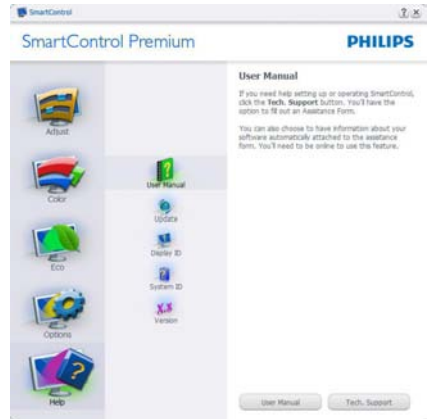 SmartControl
SmartControl Premium
PHILIPS
Adjust
Color
Eco
Options
Help
User Manual
Update
Display ID
System ID
Version
User Manual
If you need help setting up or operating SmartControl,
click the Tech. Support button. You'll have the
option to fill out an Assistance Form.
You can also choose to have information about your
software automatically attached to the assistance
form. You'll need to be online to use the feature.
User Manual
Tech. Support